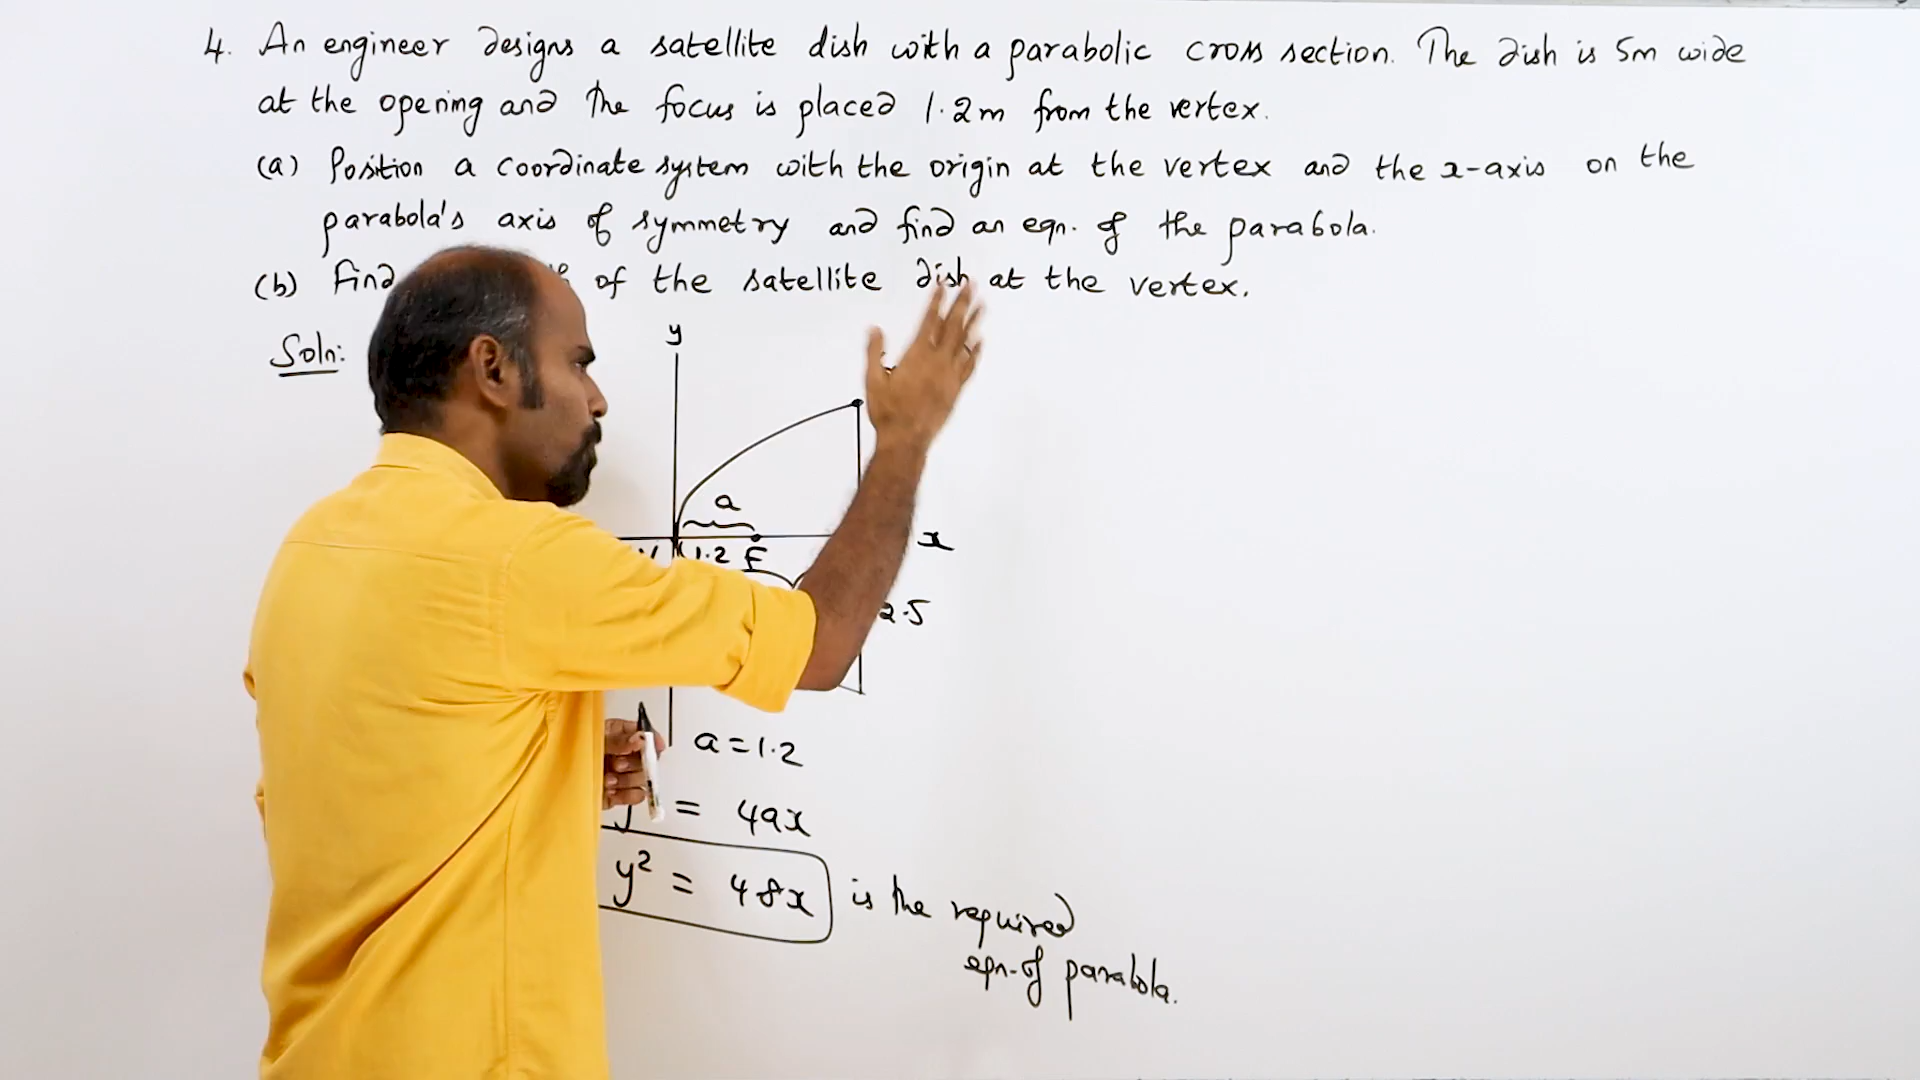 4. An engineer designs a satellite dish with a parabolic cross section. The dish is 5m wide
at the opening and the focus is placed 1.2m from the vertex.
(a) Position a coordinate system with the origin at the vertex and the x-axis on the
parabola's axis of symmetry and find an eqn. of the parabola.
(b) Find of the satellite dish at the vertex.
Soln:
y
a
x
1.2 F
2.5
a = 1.2
= 4ax
y² = 4.8x is the required
eqn. of parabola.